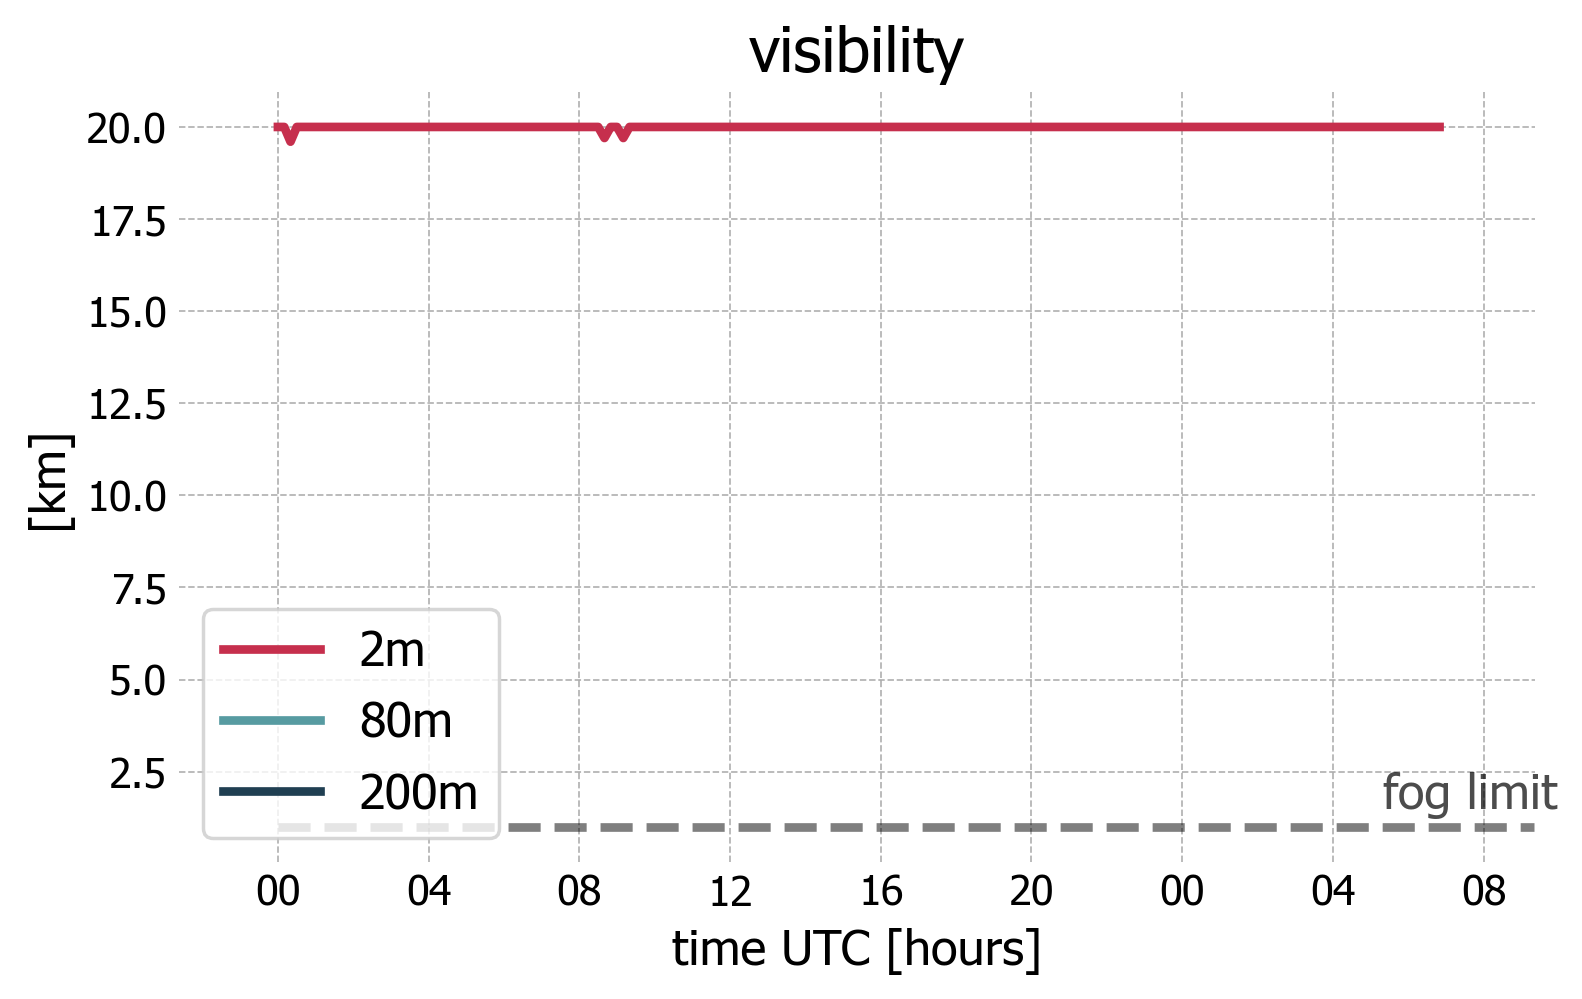 visibility
20.0
17.5
15.0
12.5
10.0
7.5
5.0
2.5
[km]
2m
80m
200m
fog limit
00 04 08 12 16 20 00 04 08
time UTC [hours]